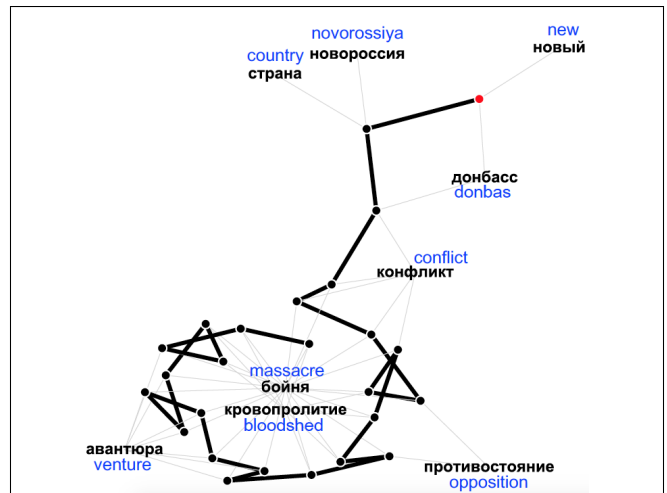 novorossiya
новороссия
new
новый
country
страна
донбасс
donbas
conflict
конфликт
massacre
бойня
кровопролитие
bloodshed
авантюра
venture
противостояние
opposition